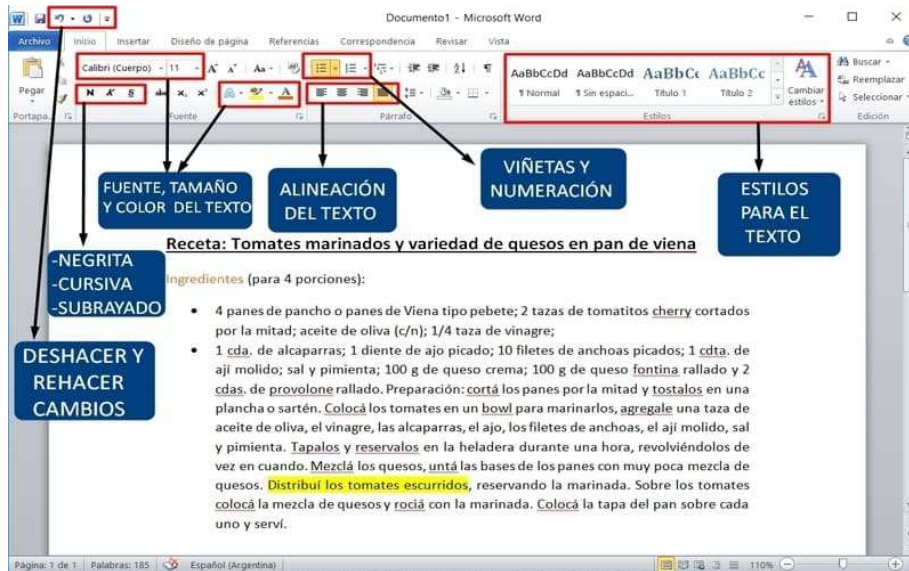 Documento1 - Microsoft Word
Archivo Inicio Insertar Diseño de página Referencias Correspondencia Revisar Vista
Calibri (Cuerpo) 11
Pegar
N K S abc x₂ x²
Portapa... Fuente Párrafo Estilos Edición
AaBbCcDd AaBbCcDd AaBbCc AaBbCc
¶ Normal ¶ Sin espaci... Título 1 Título 2
Cambiar
estilos
Buscar
Reemplazar
Seleccionar
FUENTE, TAMAÑO
Y COLOR DEL TEXTO
ALINEACIÓN
DEL TEXTO
VIÑETAS Y
NUMERACIÓN
ESTILOS
PARA EL
TEXTO
-NEGRITA
-CURSIVA
-SUBRAYADO
DESHACER Y
REHACER
CAMBIOS
Receta: Tomates marinados y variedad de quesos en pan de viena
Ingredientes (para 4 porciones):
• 4 panes de pancho o panes de Viena tipo pebete; 2 tazas de tomatitos cherry cortados
por la mitad; aceite de oliva (c/n); 1/4 taza de vinagre;
• 1 cda. de alcaparras; 1 diente de ajo picado; 10 filetes de anchoas picados; 1 cdta. de
ají molido; sal y pimienta; 100 g de queso crema; 100 g de queso fontina rallado y 2
cdas. de provolone rallado. Preparación: cortá los panes por la mitad y tostalos en una
plancha o sartén. Colocá los tomates en un bowl para marinarlos, agregale una taza de
aceite de oliva, el vinagre, las alcaparras, el ajo, los filetes de anchoas, el ají molido, sal
y pimienta. Tapalos y reservalos en la heladera durante una hora, revolviéndolos de
vez en cuando. Mezclá los quesos, untá las bases de los panes con muy poca mezcla de
quesos. Distribuí los tomates escurridos, reservando la marinada. Sobre los tomates
colocá la mezcla de quesos y rociá con la marinada. Colocá la tapa del pan sobre cada
uno y serví.
Página: 1 de 1 Palabras: 185 Español (Argentina) 110%